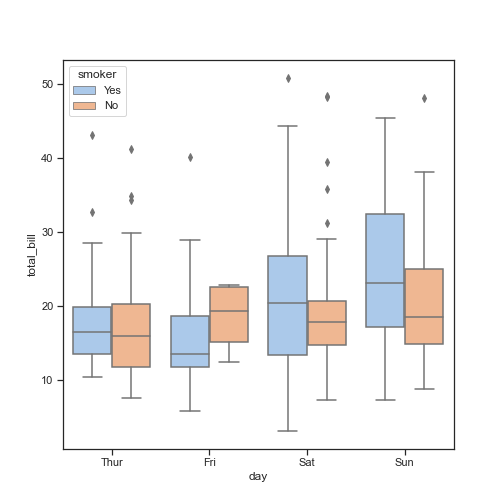 smoker
Yes
No
50
40
30
20
10
total_bill
Thur
Fri
Sat
Sun
day